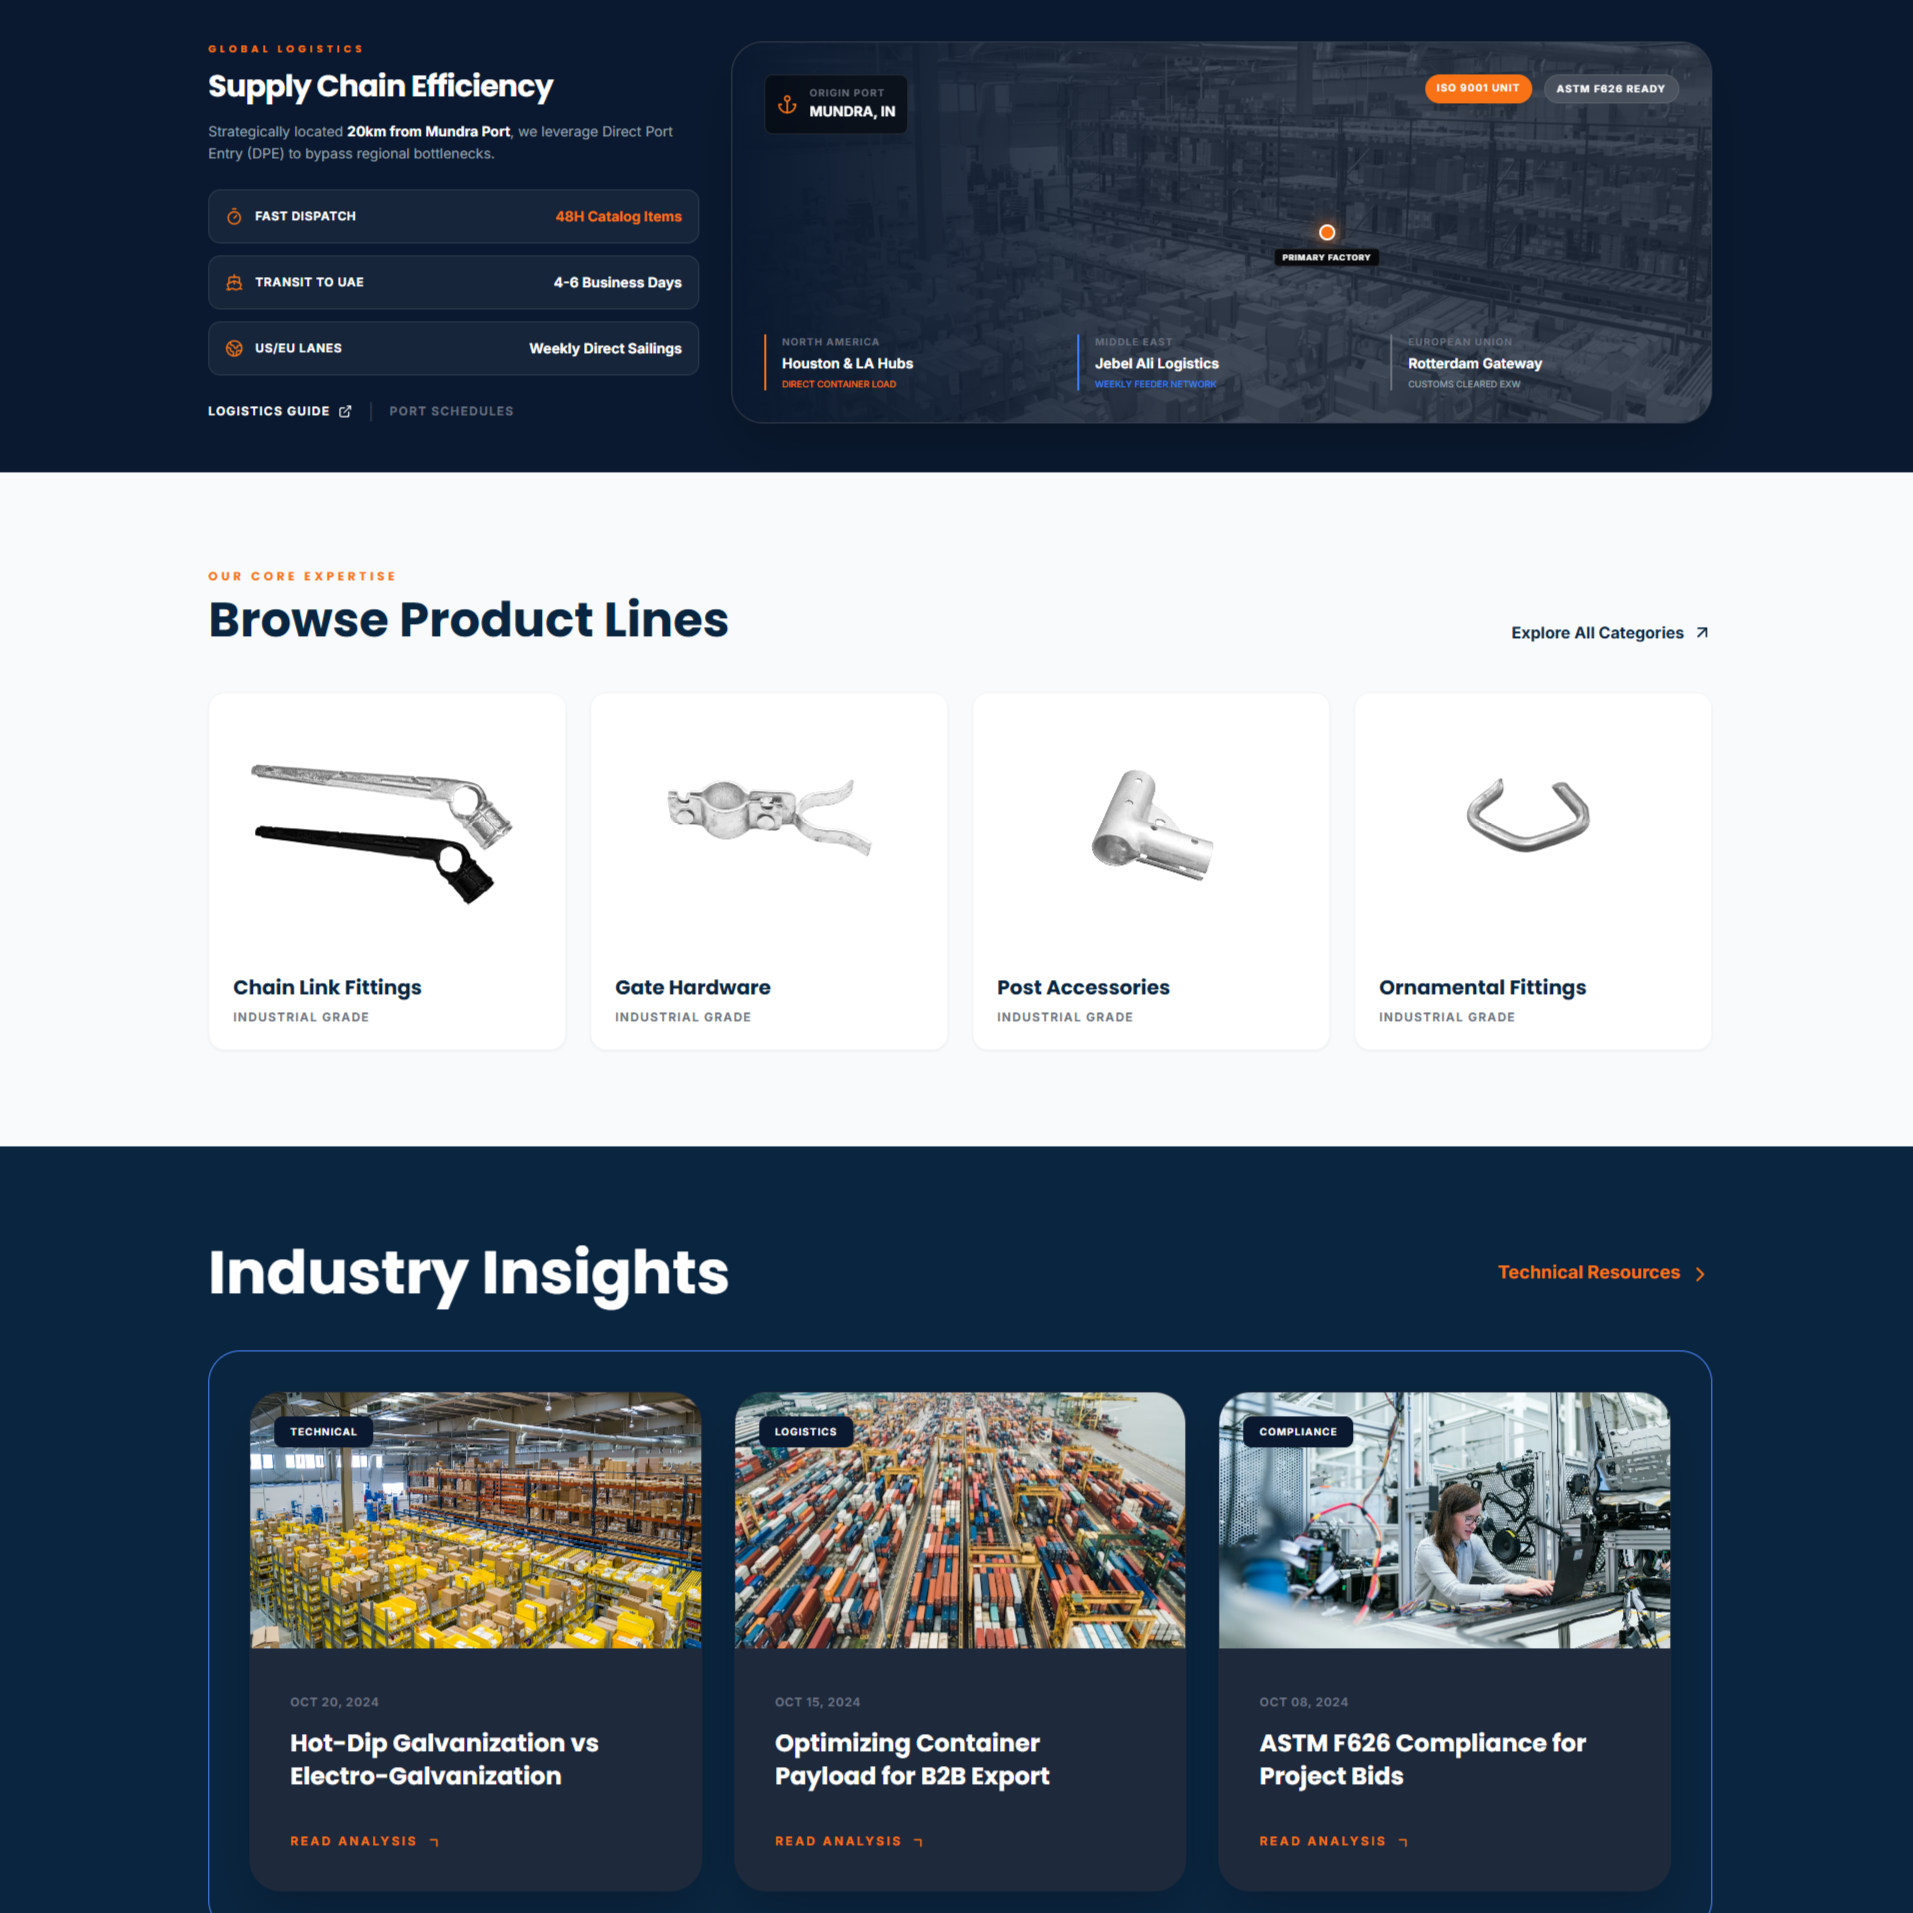 GLOBAL LOGISTICS
Supply Chain Efficiency
Strategically located 20km from Mundra Port, we leverage Direct Port
Entry (DPE) to bypass regional bottlenecks.
FAST DISPATCH
48H Catalog Items
TRANSIT TO UAE
4-6 Business Days
US/EU LANES
Weekly Direct Sailings
LOGISTICS GUIDE
PORT SCHEDULES
ORIGIN PORT
MUNDRA, IN
ISO 9001 UNIT
ASTM F626 READY
PRIMARY FACTORY
NORTH AMERICA
Houston & LA Hubs
DIRECT CONTAINER LOAD
MIDDLE EAST
Jebel Ali Logistics
WEEKLY FEEDER NETWORK
EUROPEAN UNION
Rotterdam Gateway
CUSTOMS CLEARED EXW
OUR CORE EXPERTISE
Browse Product Lines
Explore All Categories
Chain Link Fittings
INDUSTRIAL GRADE
Gate Hardware
INDUSTRIAL GRADE
Post Accessories
INDUSTRIAL GRADE
Ornamental Fittings
INDUSTRIAL GRADE
Industry Insights
Technical Resources
TECHNICAL
OCT 20, 2024
Hot-Dip Galvanization vs
Electro-Galvanization
READ ANALYSIS
LOGISTICS
OCT 15, 2024
Optimizing Container
Payload for B2B Export
READ ANALYSIS
COMPLIANCE
OCT 08, 2024
ASTM F626 Compliance for
Project Bids
READ ANALYSIS